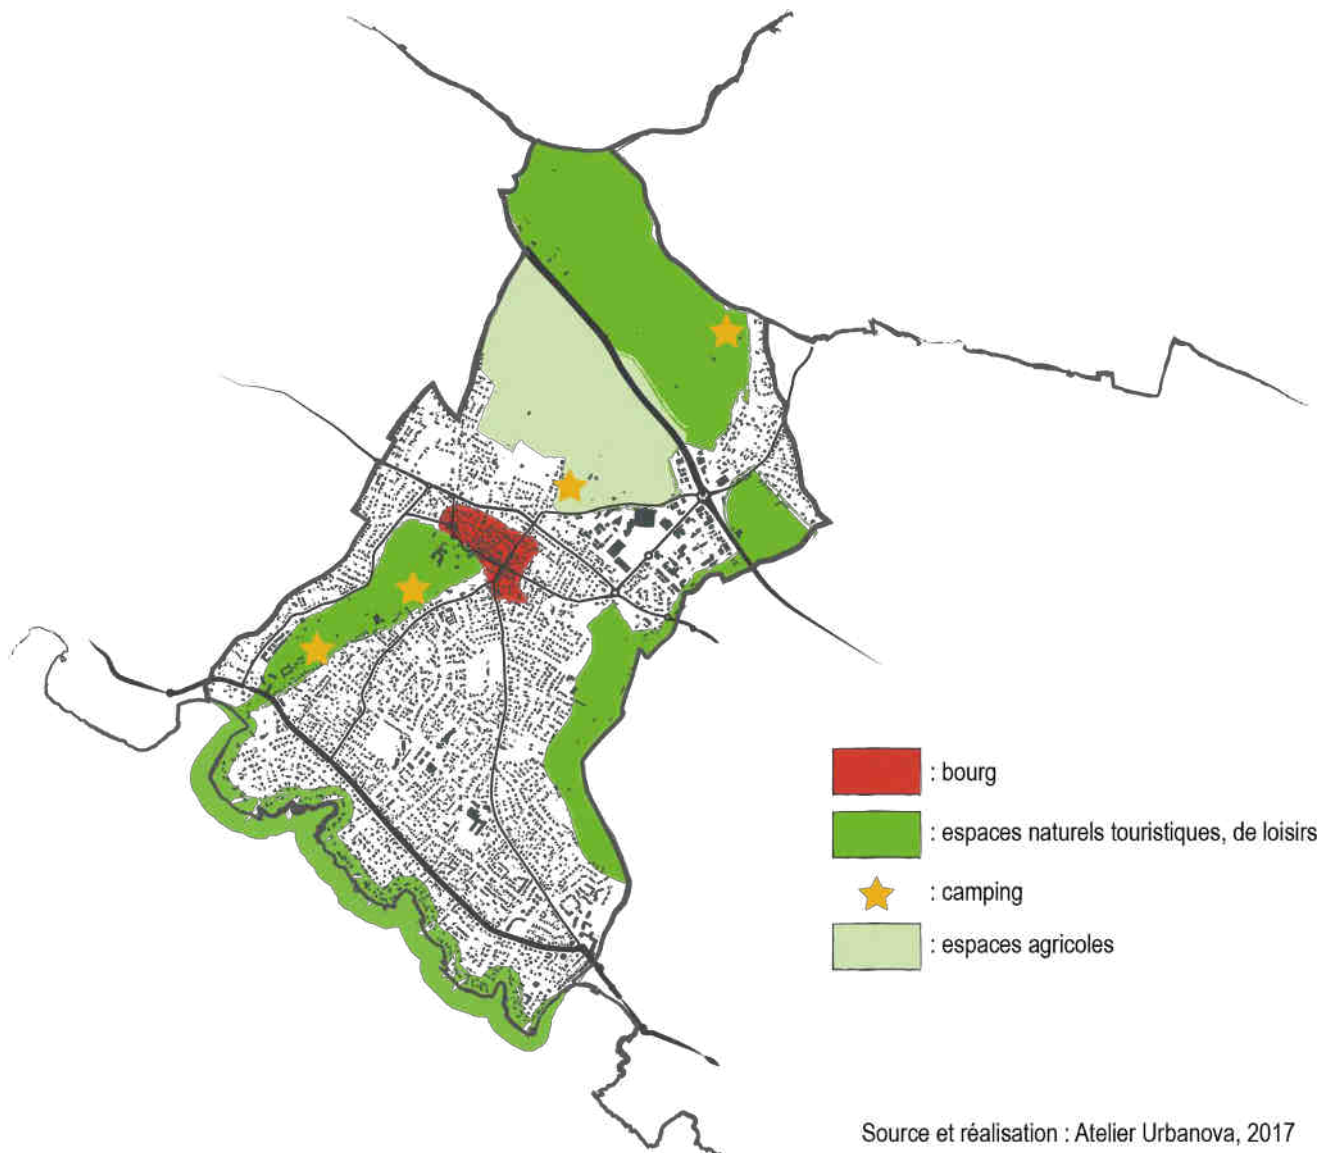 : bourg
: espaces naturels touristiques, de loisirs
: camping
: espaces agricoles
Source et réalisation : Atelier Urbanova, 2017